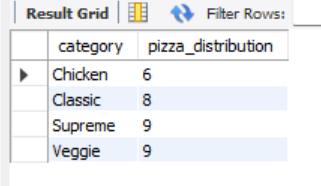 Result Grid Filter Rows:
category pizza_distribution
Chicken 6
Classic 8
Supreme 9
Veggie 9